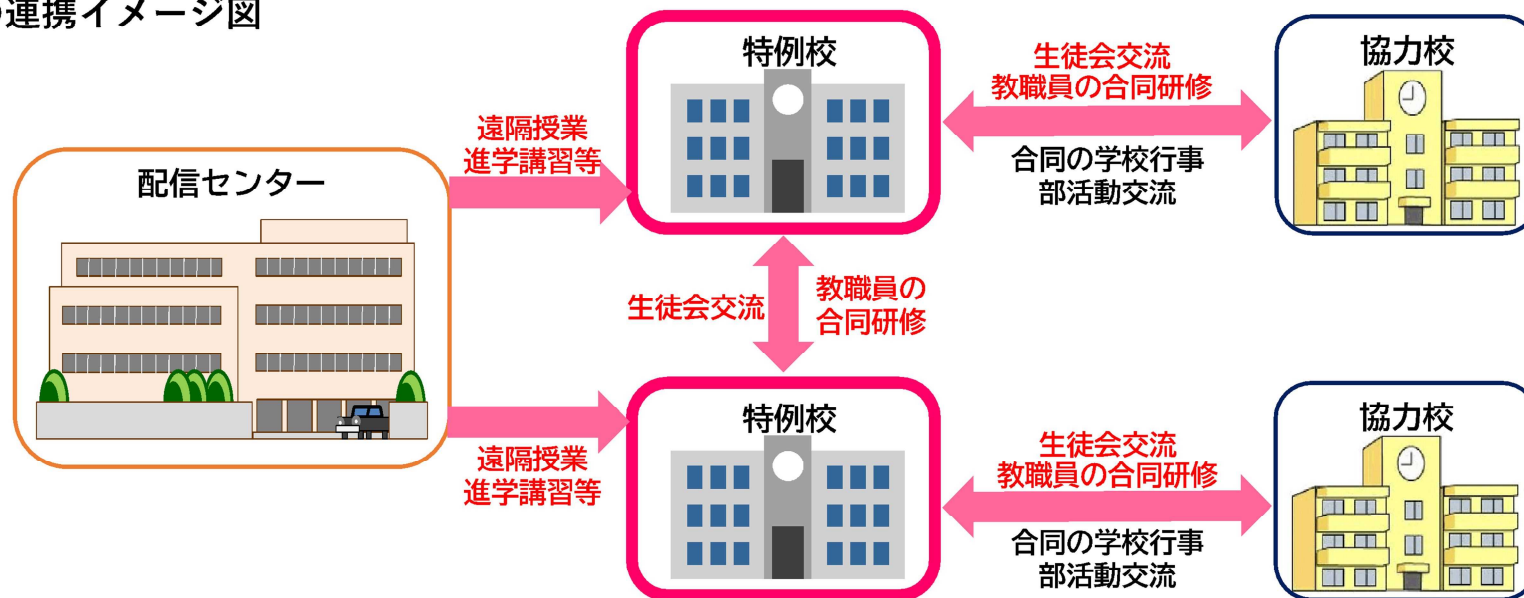 連携イメージ図
配信センター
遠隔授業
進学講習等
特例校
生徒会交流
教職員の合同研修
合同の学校行事
部活動交流
協力校
生徒会交流
教職員の
合同研修
遠隔授業
進学講習等
特例校
生徒会交流
教職員の合同研修
合同の学校行事
部活動交流
協力校